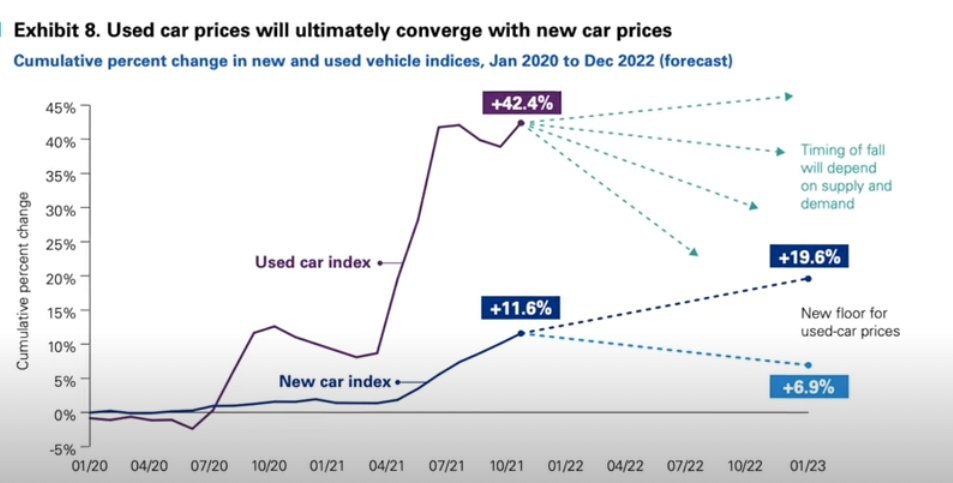 Exhibit 8. Used car prices will ultimately converge with new car prices
Cumulative percent change in new and used vehicle indices, Jan 2020 to Dec 2022 (forecast)
Cumulative percent change
45%
40%
35%
30%
25%
20%
15%
10%
5%
0%
-5%
+42.4%
Timing of fall
will depend
on supply and
demand
Used car index
+19.6%
+11.6%
New floor for
used-car prices
New car index
+6.9%
01/20 04/20 07/20 10/20 01/21 04/21 07/21 10/21 01/22 04/22 07/22 10/22 01/23